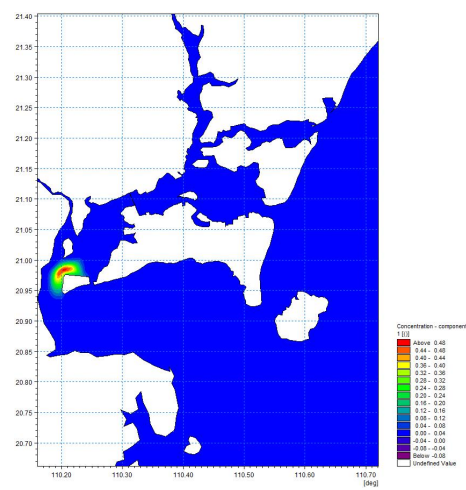 21.40
21.35
21.30
21.25
21.20
21.15
21.10
21.05
21.00
20.95
20.90
20.85
20.80
20.75
20.70
110.20
110.30
110.40
110.50
110.60
110.70
[deg]
Concentration - component
1 [()]
Above 0.48
0.44 - 0.48
0.40 - 0.44
0.36 - 0.40
0.32 - 0.36
0.28 - 0.32
0.24 - 0.28
0.20 - 0.24
0.16 - 0.20
0.12 - 0.16
0.08 - 0.12
0.04 - 0.08
0.00 - 0.04
-0.04 - 0.00
-0.08 - -0.04
Below -0.08
Undefined Value